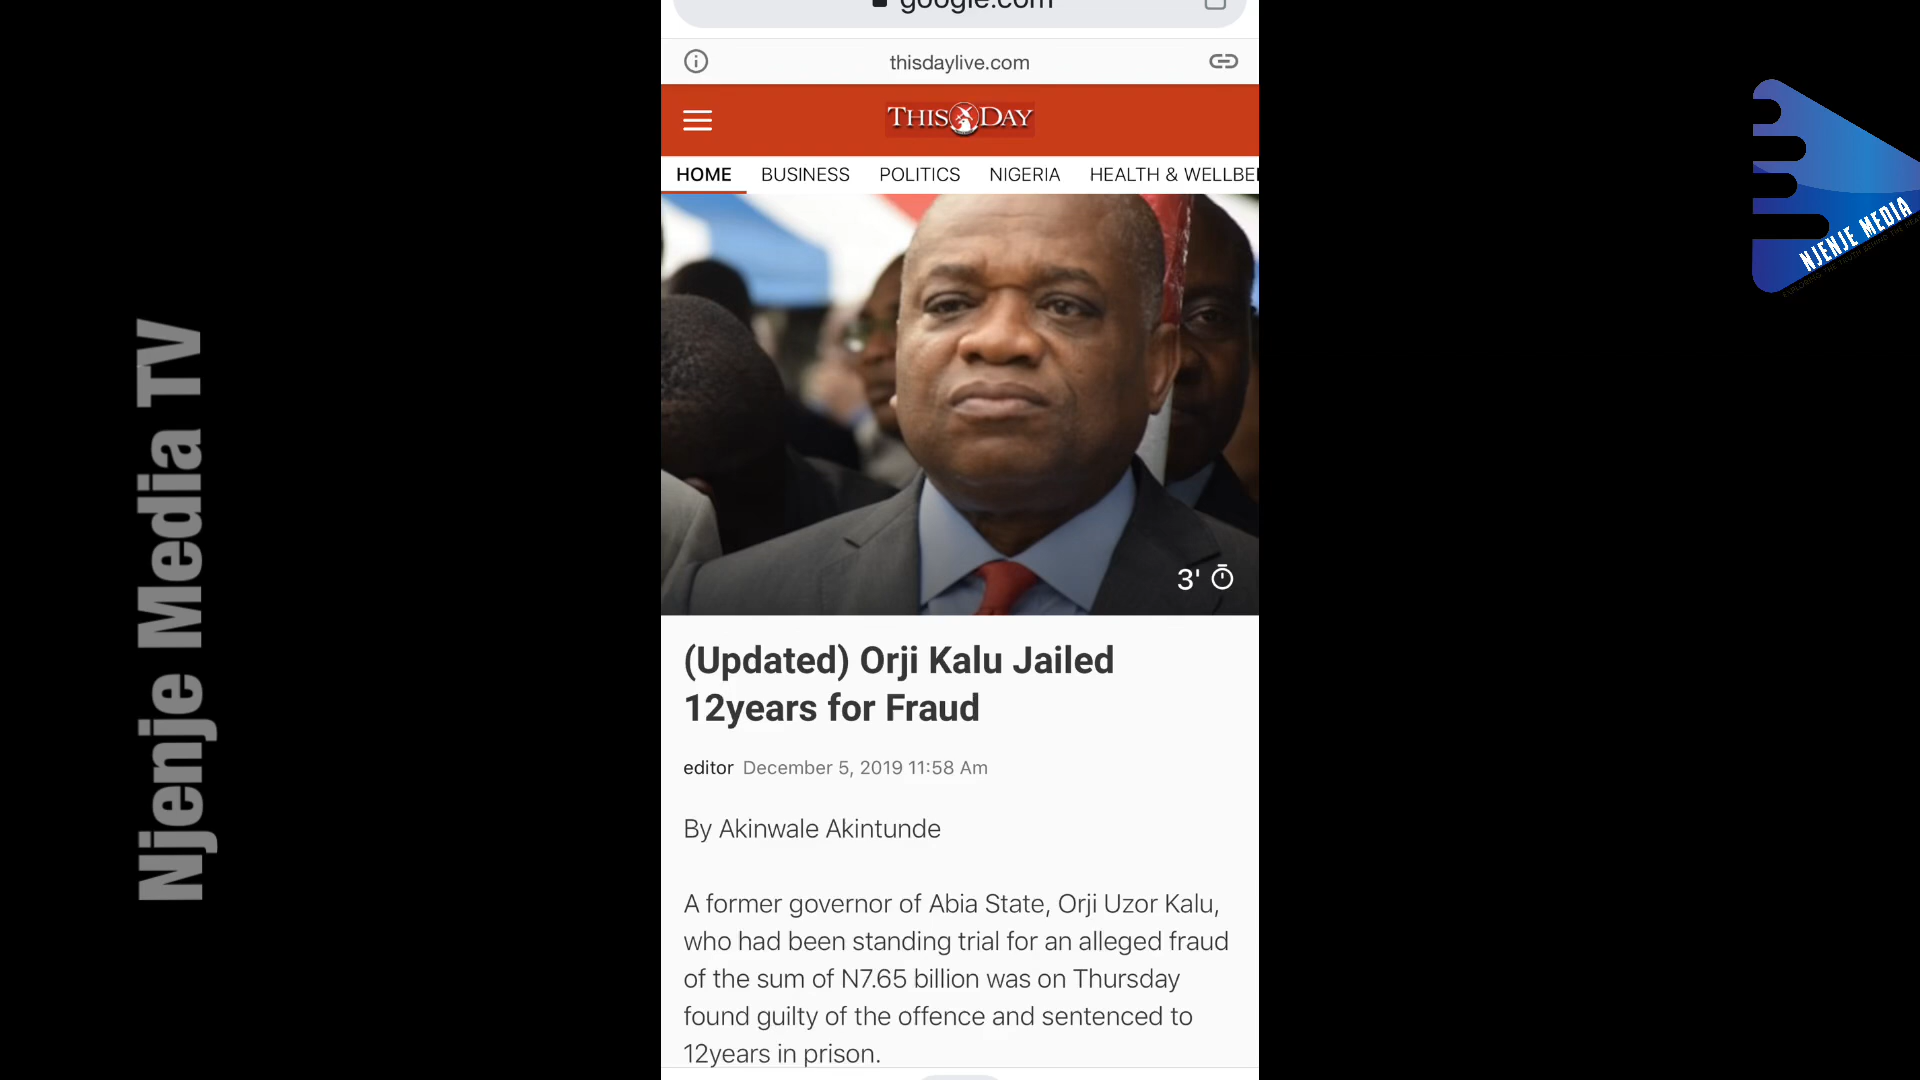 google.com
thisdaylive.com
THISDAY
HOME BUSINESS POLITICS NIGERIA HEALTH & WELLBE
3'
(Updated) Orji Kalu Jailed
12years for Fraud
editor December 5, 2019 11:58 Am
By Akinwale Akintunde
A former governor of Abia State, Orji Uzor Kalu,
who had been standing trial for an alleged fraud
of the sum of N7.65 billion was on Thursday
found guilty of the offence and sentenced to
12years in prison.
Njenje Media TV
NJENJE MEDIA